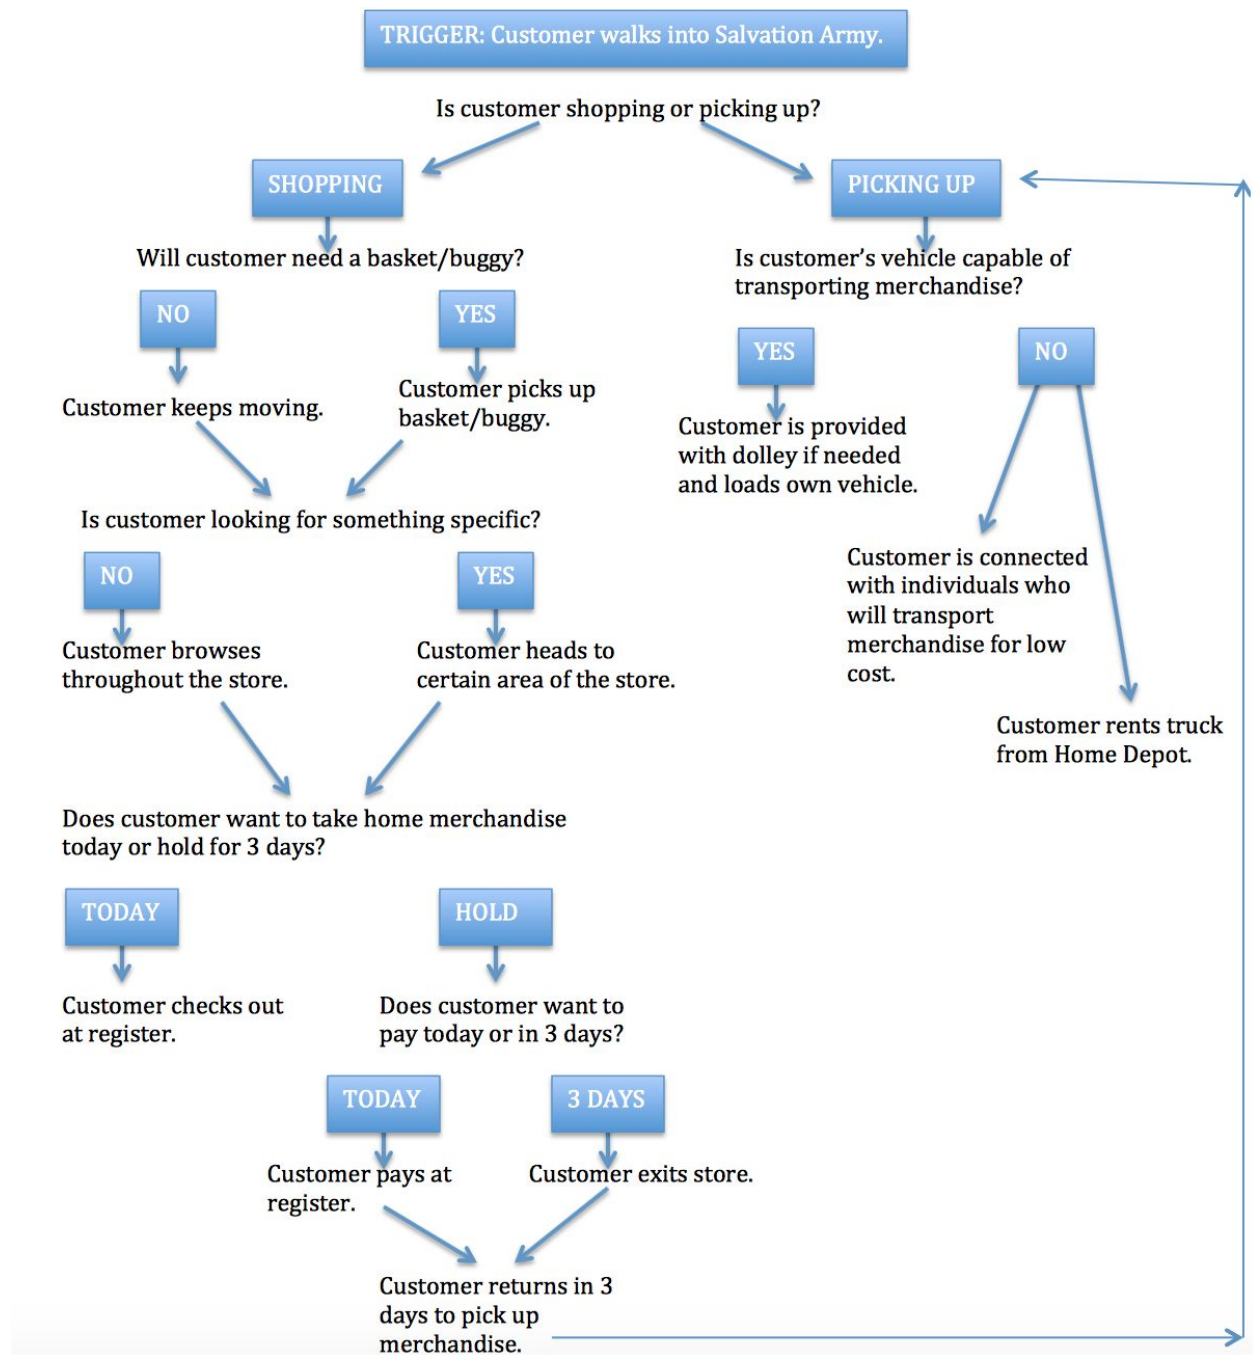 TRIGGER: Customer walks into Salvation Army.
Is customer shopping or picking up?
SHOPPING
PICKING UP
Will customer need a basket/buggy?
Is customer’s vehicle capable of
transporting merchandise?
NO
YES
YES
NO
Customer keeps moving.
Customer picks up
basket/buggy.
Customer is provided
with dolley if needed
and loads own vehicle.
Is customer looking for something specific?
Customer is connected
with individuals who
will transport
merchandise for low
cost.
NO
YES
Customer browses
throughout the store.
Customer heads to
certain area of the store.
Customer rents truck
from Home Depot.
Does customer want to take home merchandise
today or hold for 3 days?
TODAY
HOLD
Customer checks out
at register.
Does customer want to
pay today or in 3 days?
TODAY
3 DAYS
Customer pays at
register.
Customer exits store.
Customer returns in 3
days to pick up
merchandise.